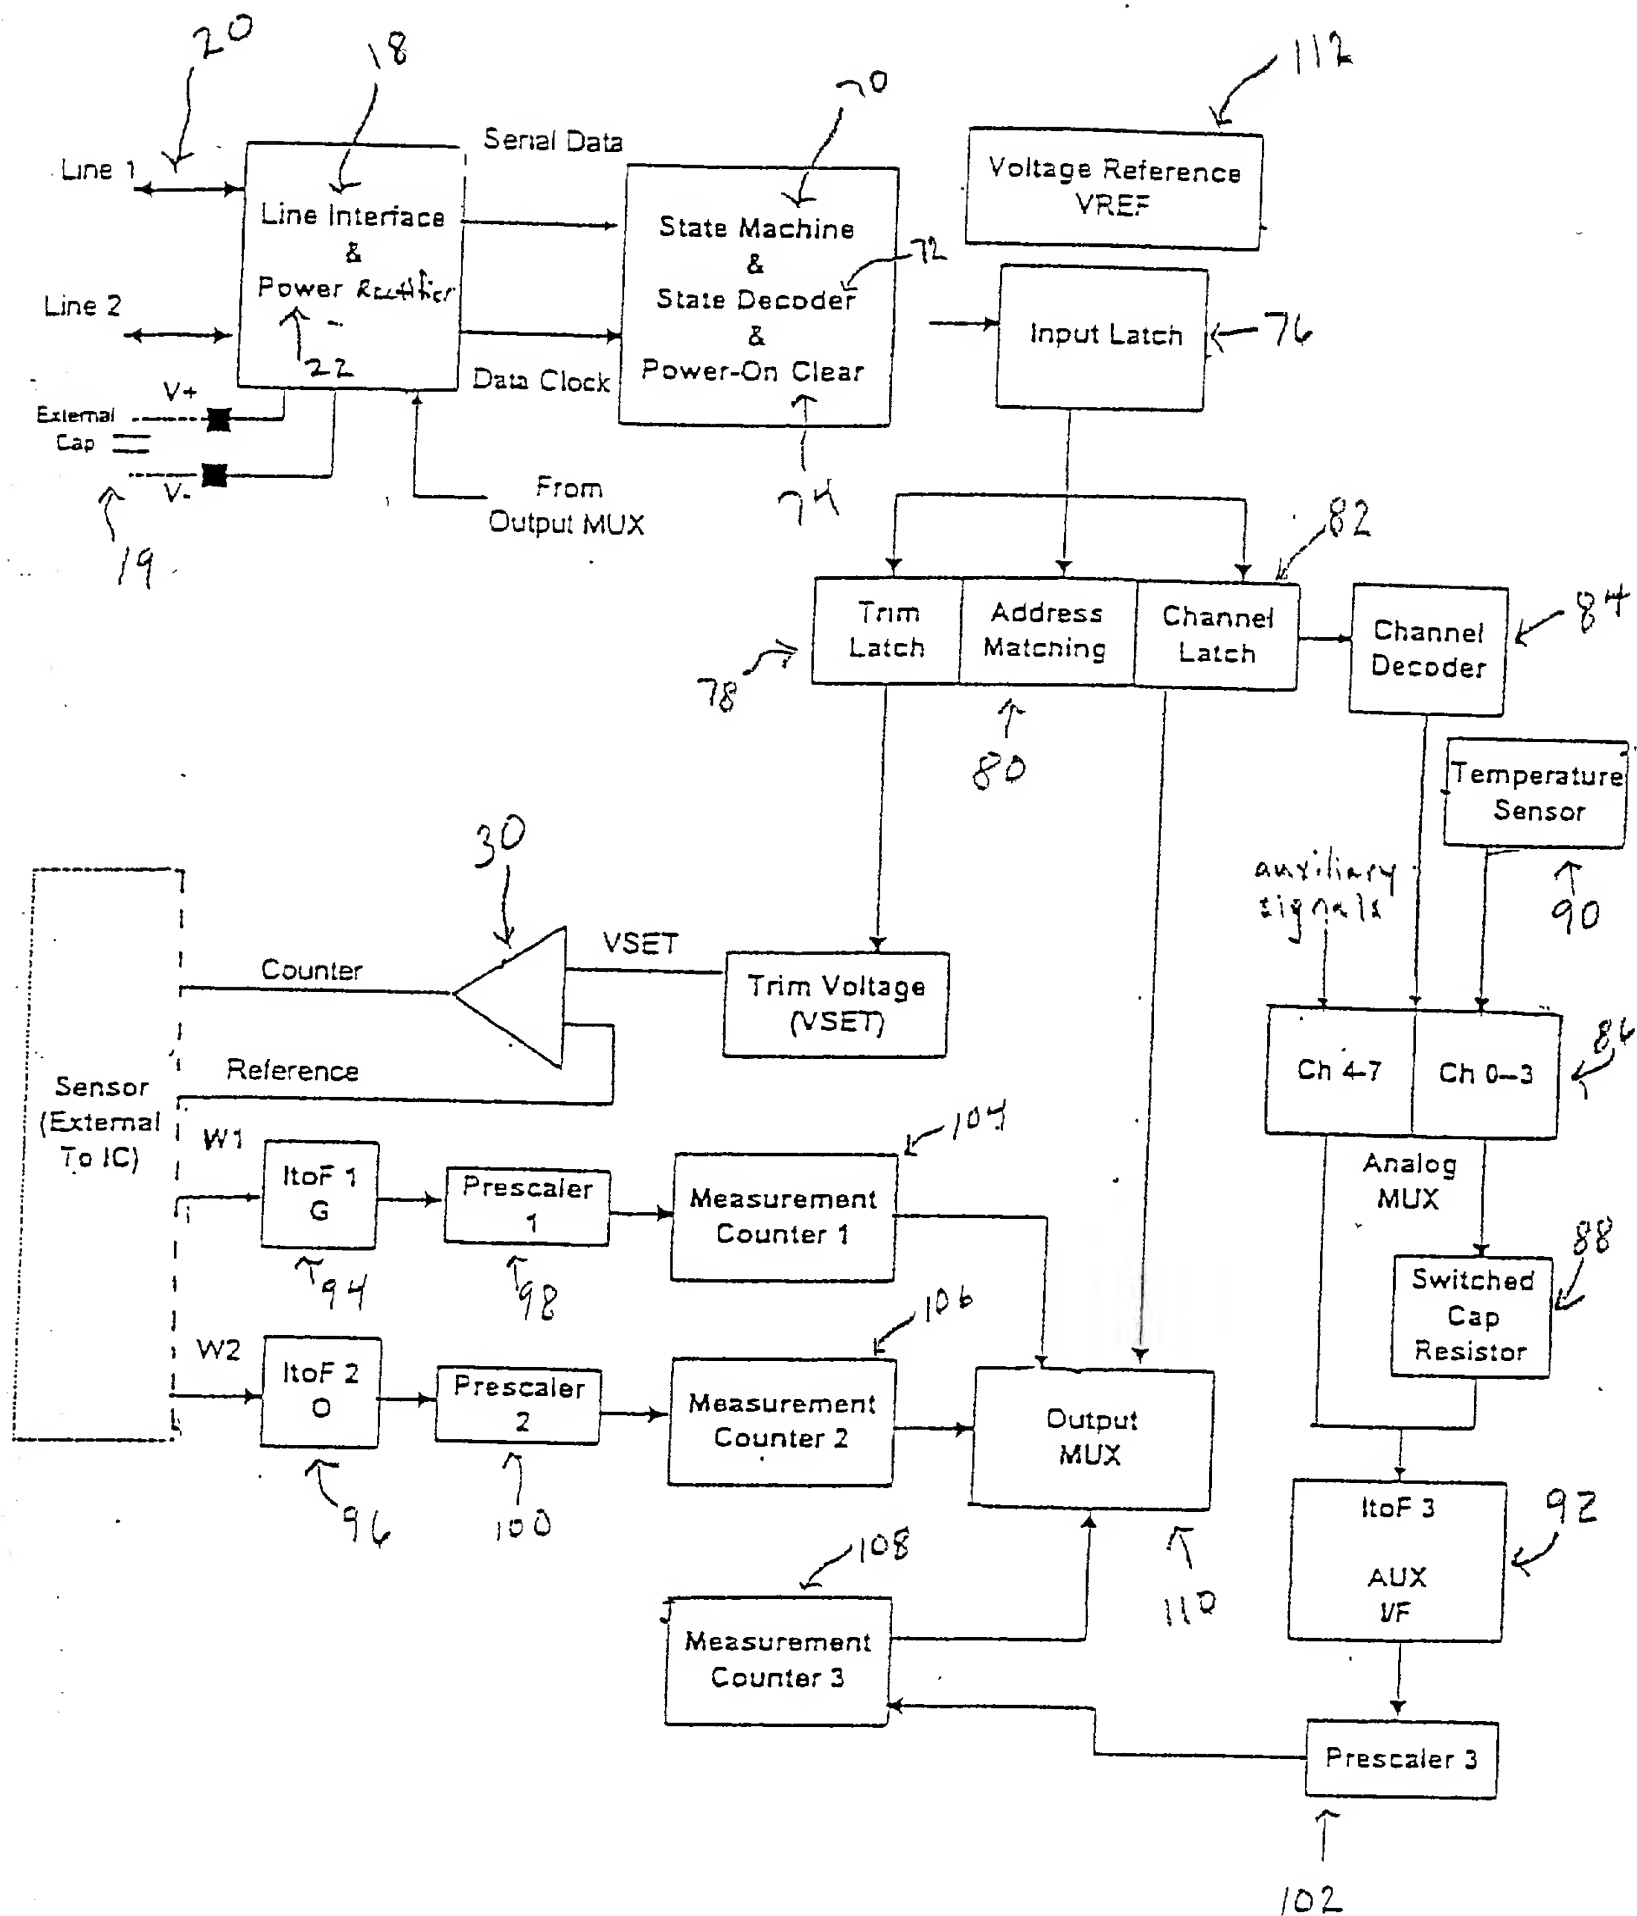 20
18
70
112
Line 1
Serial Data
Line Interface
&
Power Rectifier
22
State Machine
&
State Decoder
&
Power-On Clear
72
74
Voltage Reference
VREF
Input Latch
76
Line 2
Data Clock
V+
External
Cap
V-
19
From
Output MUX
82
Trim
Latch
Address
Matching
Channel
Latch
Channel
Decoder
84
78
80
Temperature
Sensor
90
auxiliary
signals
30
VSET
Counter
Trim Voltage
(VSET)
Reference
Sensor
(External
To IC)
Ch 4-7
Ch 0-3
86
Analog
MUX
W1
ItoF 1
G
94
Prescaler
1
98
Measurement
Counter 1
104
Switched
Cap
Resistor
88
W2
ItoF 2
O
96
Prescaler
2
100
Measurement
Counter 2
106
Output
MUX
110
ItoF 3
AUX
I/F
92
108
Measurement
Counter 3
Prescaler 3
102